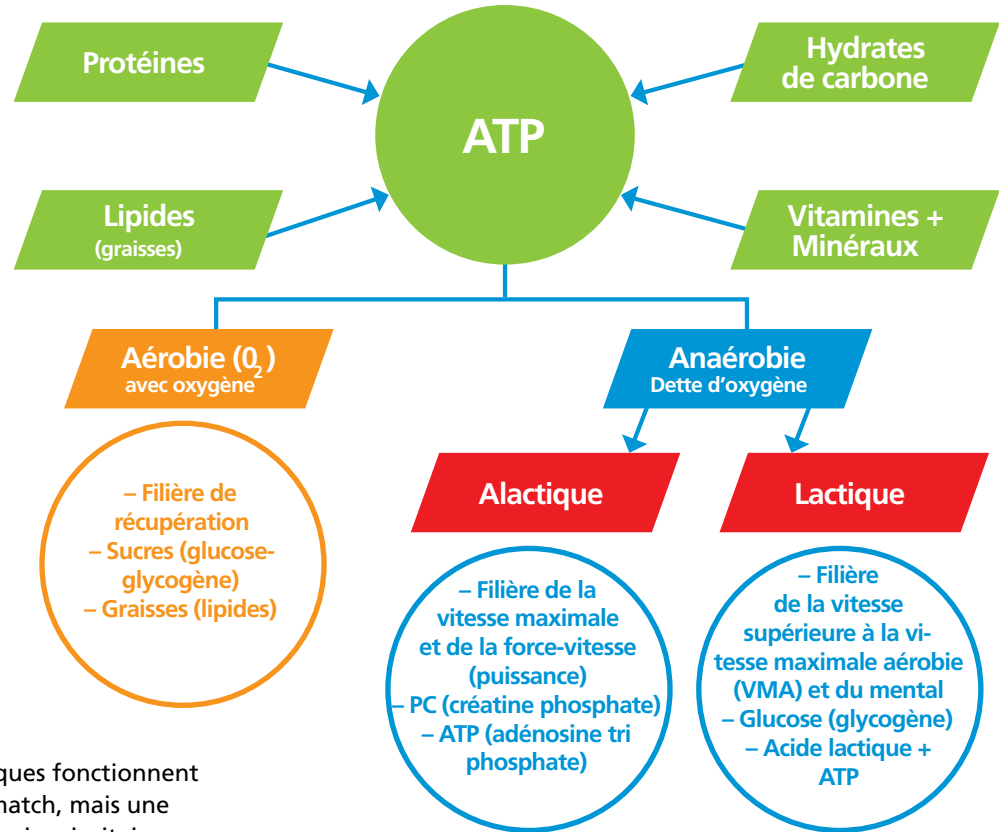 Protéines
Hydrates
de carbone
ATP
Lipides
(graisses)
Vitamines +
Minéraux
Aérobie (0₂)
avec oxygène
Anaérobie
Dette d'oxygène
– Filière de
récupération
– Sucres (glucose-
glycogène)
– Graisses (lipides)
Alactique
Lactique
– Filière de la
vitesse maximale
et de la force-vitesse
(puissance)
– PC (créatine phosphate)
– ATP (adénosine tri
phosphate)
– Filière
de la vitesse
supérieure à la vi-
tesse maximale aérobie
(VMA) et du mental
– Glucose (glycogène)
– Acide lactique +
ATP
ques fonctionnent
match, mais une